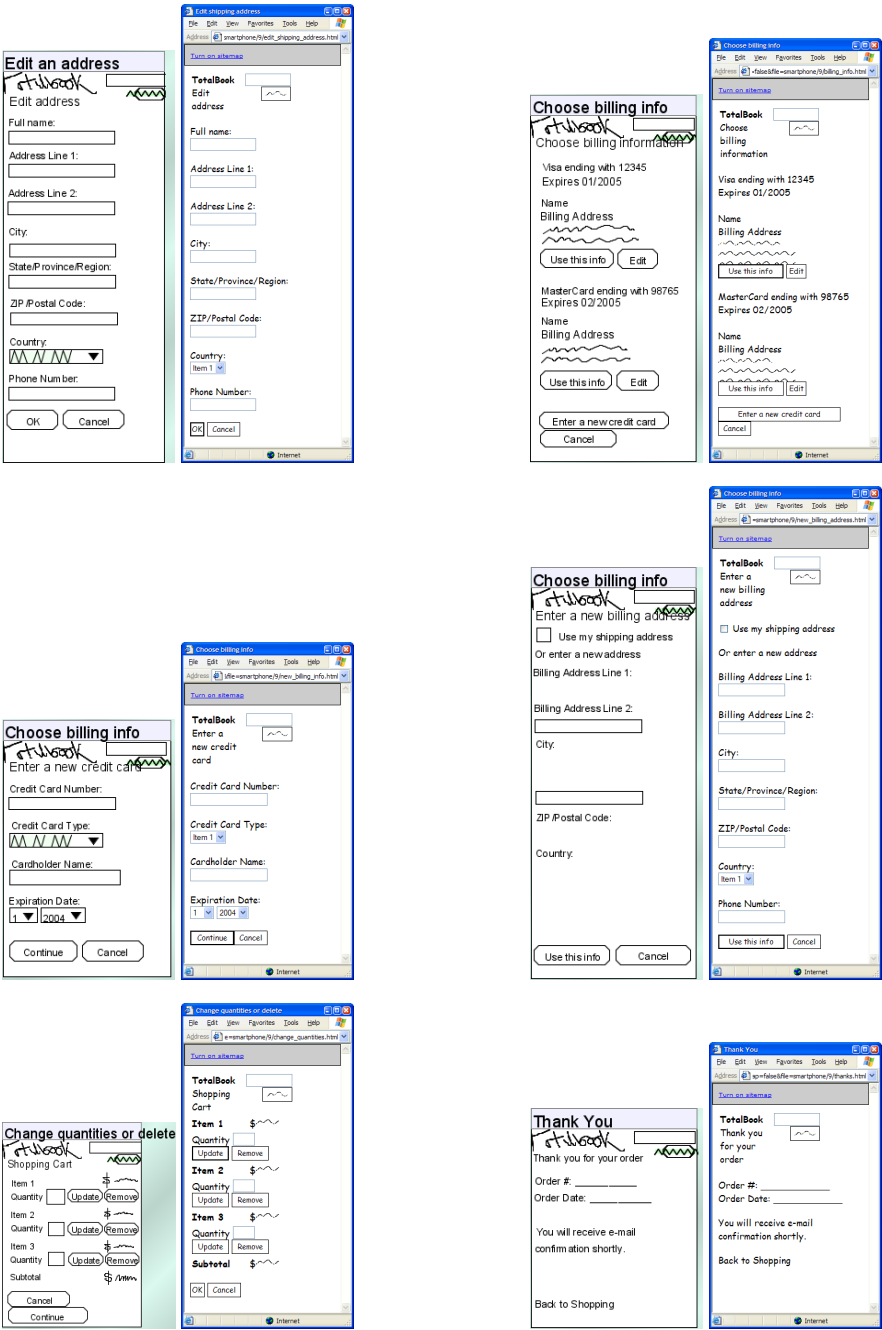 Edit an address
Totalbook
Edit address
Full name:
Address Line 1:
Address Line 2:
City:
State/Province/Region:
ZIP/Postal Code:
Country:
Phone Number:
OK Cancel
Edit shipping address
File Edit View Favorites Tools Help
Address smartphone/9/edit_shipping_address.html
Turn on sitemap
TotalBook
Edit
address
Full name:
Address Line 1:
Address Line 2:
City:
State/Province/Region:
ZIP/Postal Code:
Country:
Item 1
Phone Number:
OK Cancel
Internet
Choose billing info
Totalbook
Choose billing information
Visa ending with 12345
Expires 01/2005
Name
Billing Address
Use this info Edit
MasterCard ending with 98765
Expires 02/2005
Name
Billing Address
Use this info Edit
Enter a new credit card
Cancel
Choose billing info
File Edit View Favorites Tools Help
Address =false&file=smartphone/9/billing_info.html
Turn on sitemap
TotalBook
Choose
billing
information
Visa ending with 12345
Expires 01/2005
Name
Billing Address
Use this info Edit
MasterCard ending with 98765
Expires 02/2005
Name
Billing Address
Use this info Edit
Enter a new credit card
Cancel
Internet
Choose billing info
Totalbook
Enter a new credit card
Credit Card Number:
Credit Card Type:
Cardholder Name:
Expiration Date:
1 2004
Continue Cancel
Choose billing info
File Edit View Favorites Tools Help
Address &file=smartphone/9/new_billing_info.html
Turn on sitemap
TotalBook
Enter a
new credit
card
Credit Card Number:
Credit Card Type:
Item 1
Cardholder Name:
Expiration Date:
1 2004
Continue Cancel
Internet
Choose billing info
Totalbook
Enter a new billing address
Use my shipping address
Or enter a new address
Billing Address Line 1:
Billing Address Line 2:
City:
ZIP/Postal Code:
Country:
Use this info Cancel
Choose billing info
File Edit View Favorites Tools Help
Address =smartphone/9/new_billing_address.html
Turn on sitemap
TotalBook
Enter a
new billing
address
Use my shipping address
Or enter a new address
Billing Address Line 1:
Billing Address Line 2:
City:
State/Province/Region:
ZIP/Postal Code:
Country:
Item 1
Phone Number:
Use this info Cancel
Internet
Change quantities or delete
Totalbook
Shopping Cart
Item 1 $
Quantity Update Remove
Item 2 $
Quantity Update Remove
Item 3 $
Quantity Update Remove
Subtotal $
Cancel
Continue
Change quantities or delete
File Edit View Favorites Tools Help
Address e=smartphone/9/change_quantities.html
Turn on sitemap
TotalBook
Shopping
Cart
Item 1 $
Quantity
Update Remove
Item 2 $
Quantity
Update Remove
Item 3 $
Quantity
Update Remove
Subtotal $
OK Cancel
Internet
Thank You
Totalbook
Thank you for your order
Order #: ___________
Order Date: ___________
You will receive e-mail
confirmation shortly.
Back to Shopping
Thank You
File Edit View Favorites Tools Help
Address sp=false&file=smartphone/9/thanks.html
Turn on sitemap
TotalBook
Thank you
for your
order
Order #: ___________
Order Date: ___________
You will receive e-mail
confirmation shortly.
Back to Shopping
Internet